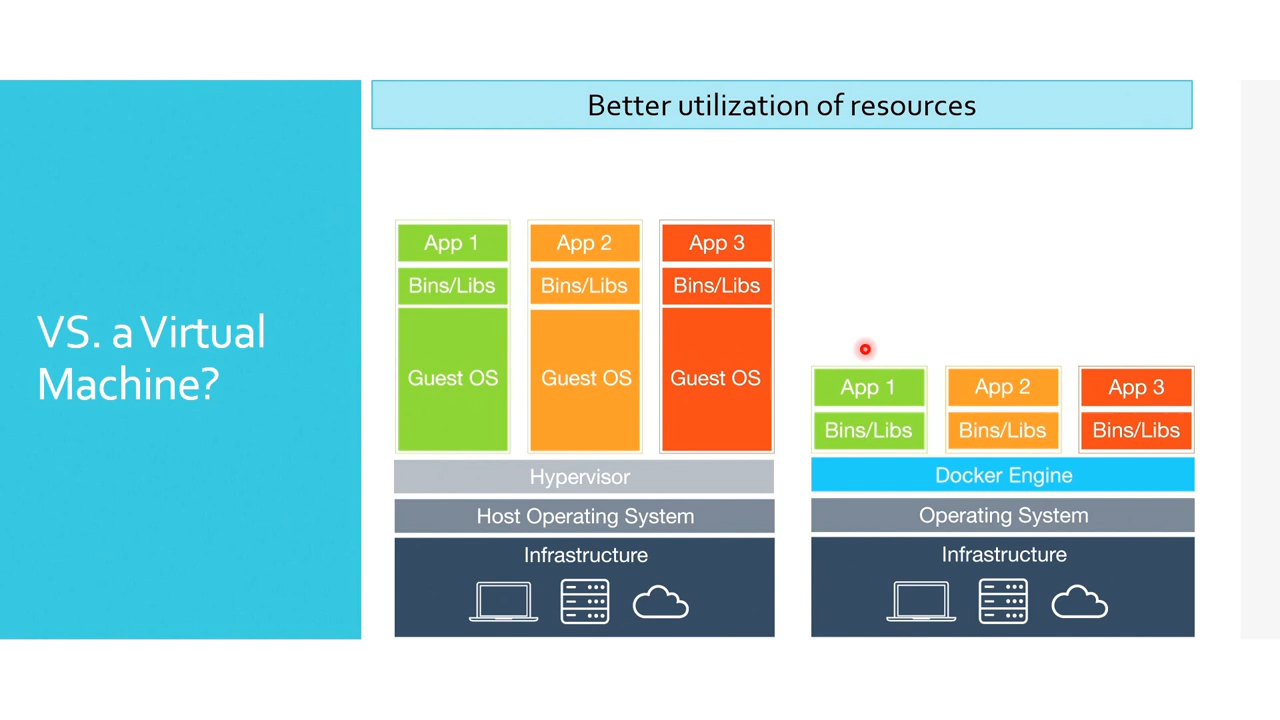 Better utilization of resources
VS. a Virtual
Machine?
App 1
App 2
App 3
Bins/Libs
Bins/Libs
Bins/Libs
Guest OS
Guest OS
Guest OS
Hypervisor
Host Operating System
Infrastructure
App 1
App 2
App 3
Bins/Libs
Bins/Libs
Bins/Libs
Docker Engine
Operating System
Infrastructure